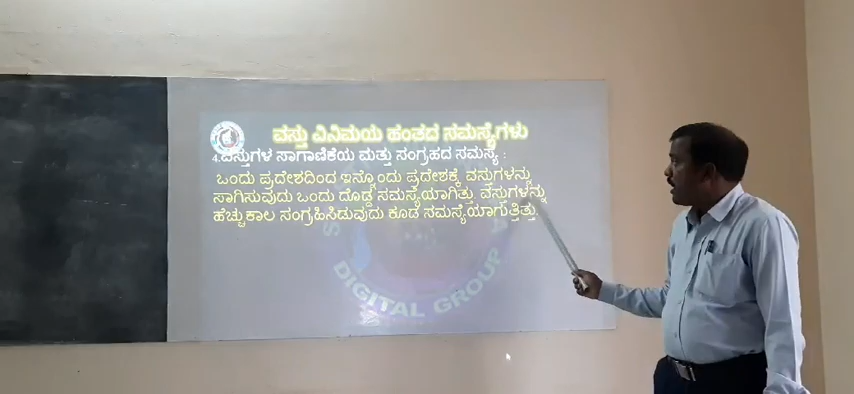 ವಸ್ತು ವಿನಿಮಯ ಹಂತದ ಸಮಸ್ಯೆಗಳು
4.ವಸ್ತುಗಳ ಸಾಗಾಣಿಕೆಯ ಮತ್ತು ಸಂಗ್ರಹದ ಸಮಸ್ಯೆ :
ಒಂದು ಪ್ರದೇಶದಿಂದ ಇನ್ನೊಂದು ಪ್ರದೇಶಕ್ಕೆ ವಸ್ತುಗಳನ್ನು
ಸಾಗಿಸುವುದು ಒಂದು ದೊಡ್ಡ ಸಮಸ್ಯೆಯಾಗಿತ್ತು ವಸ್ತುಗಳನ್ನು
ಹೆಚ್ಚುಕಾಲ ಸಂಗ್ರಹಿಸಿಡುವುದು ಕೂಡ ಸಮಸ್ಯೆಯಾಗುತ್ತಿತ್ತು.
DIGITAL GROUP